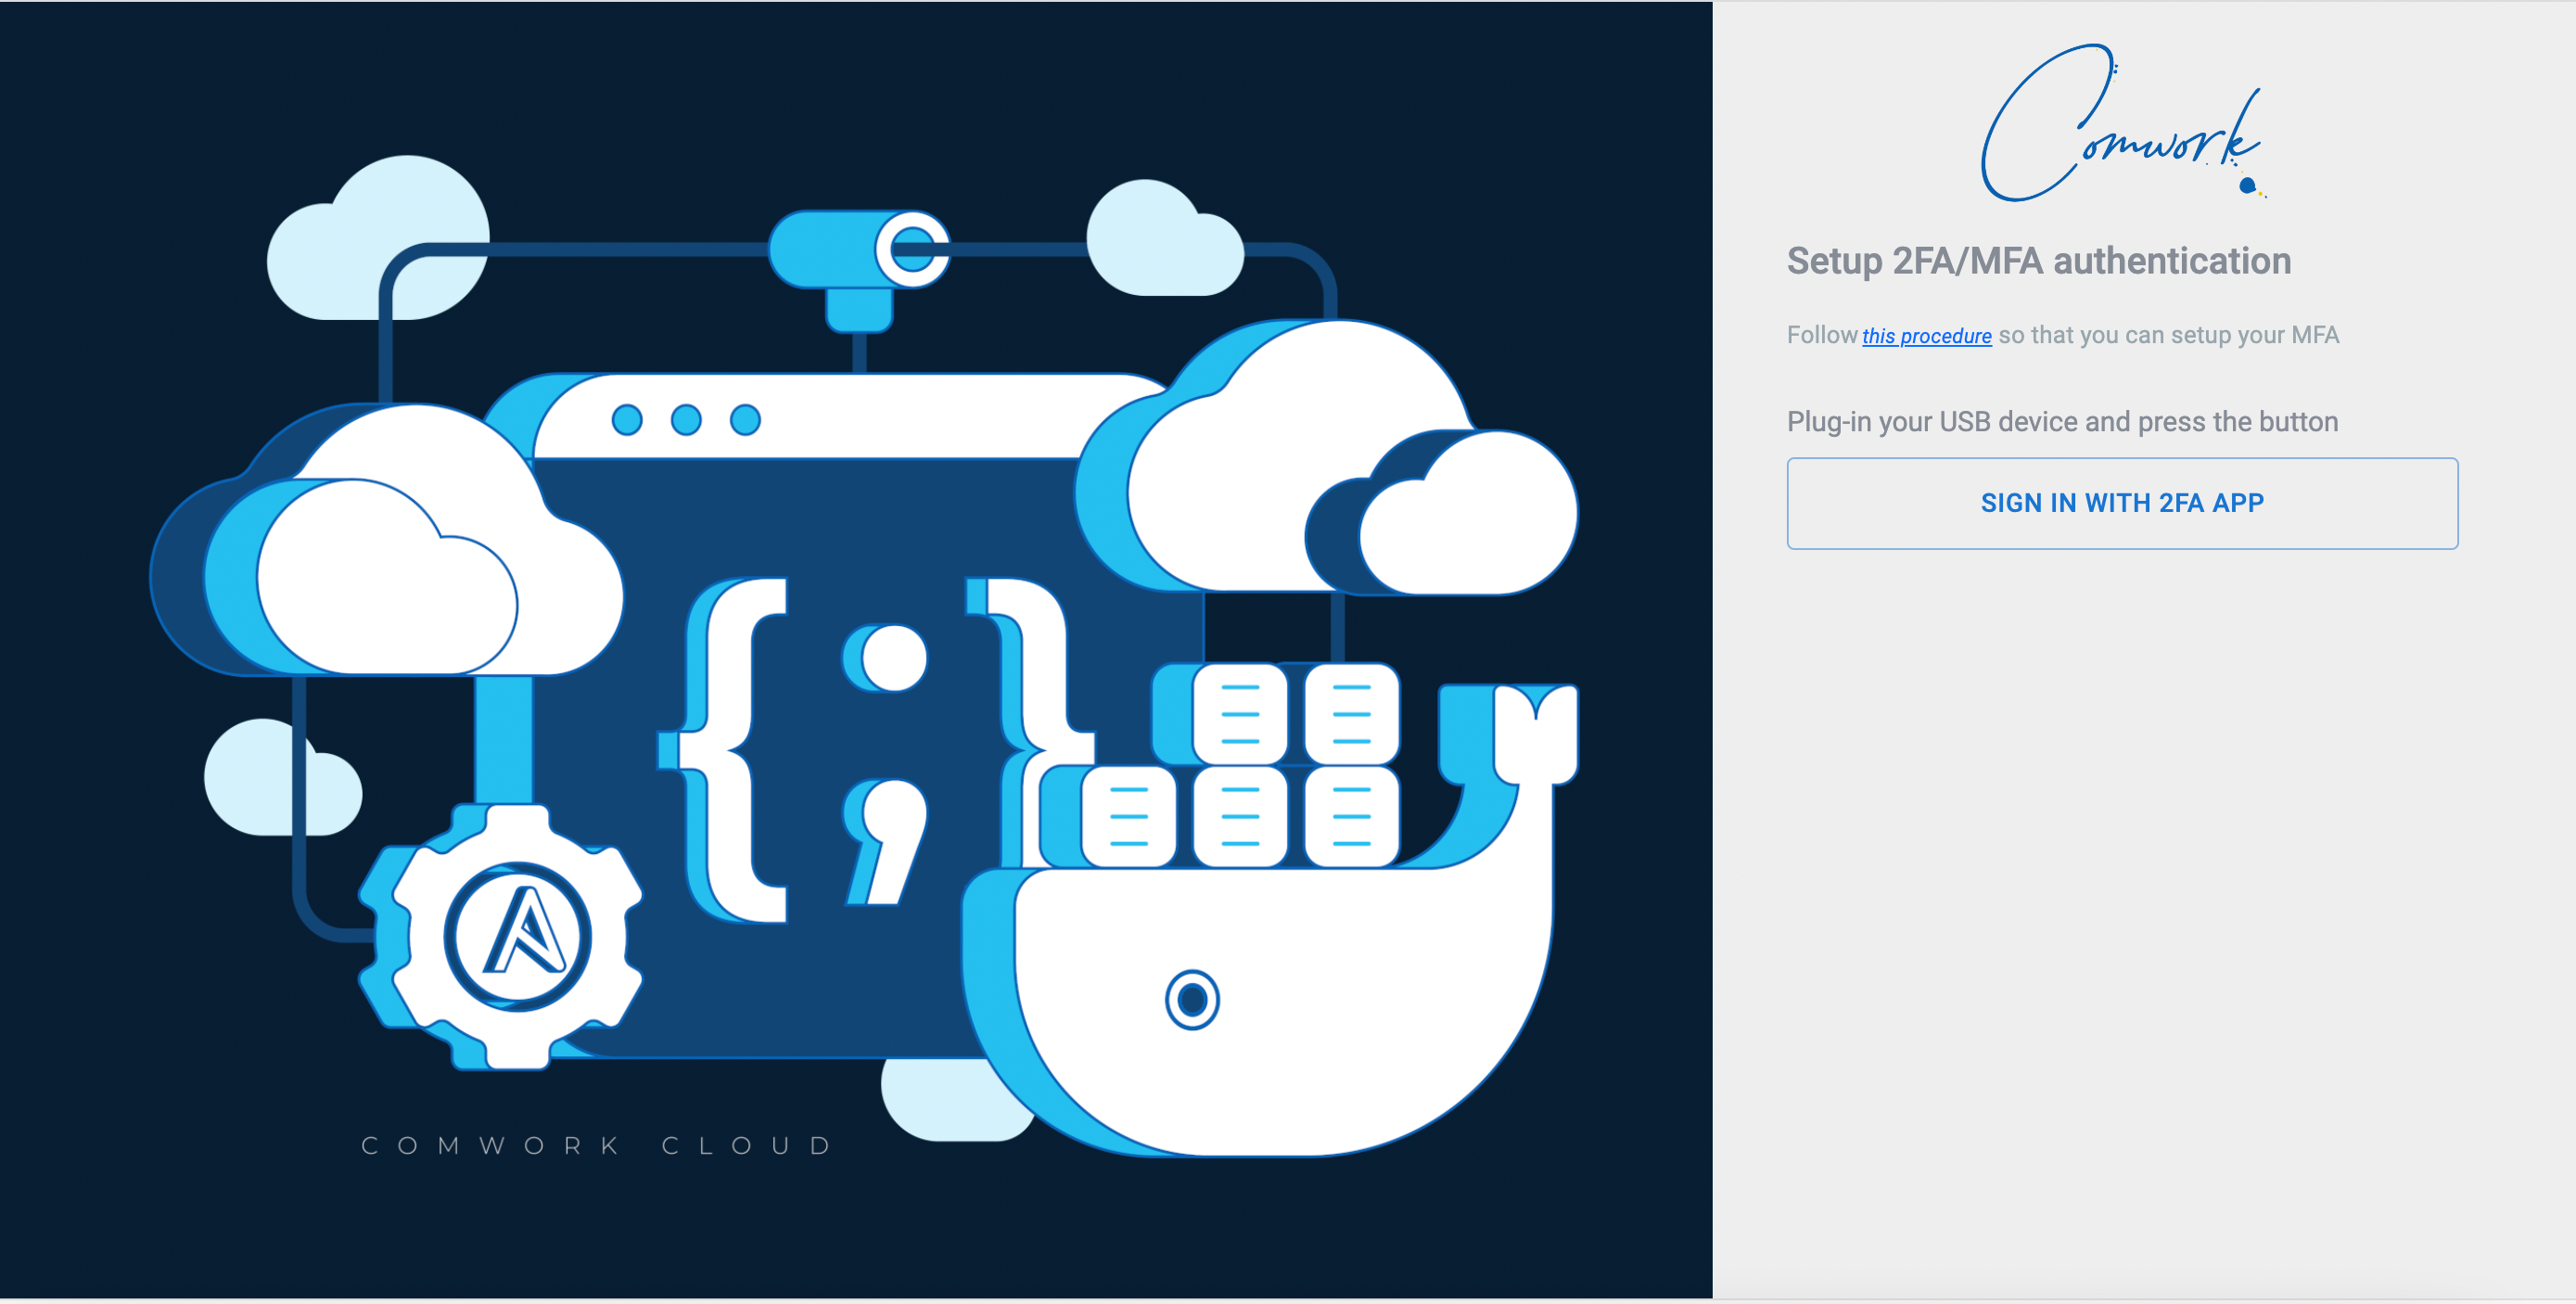 Comwork
Setup 2FA/MFA authentication
Follow this procedure so that you can setup your MFA
Plug-in your USB device and press the button
SIGN IN WITH 2FA APP
{;}
COMWORK CLOUD